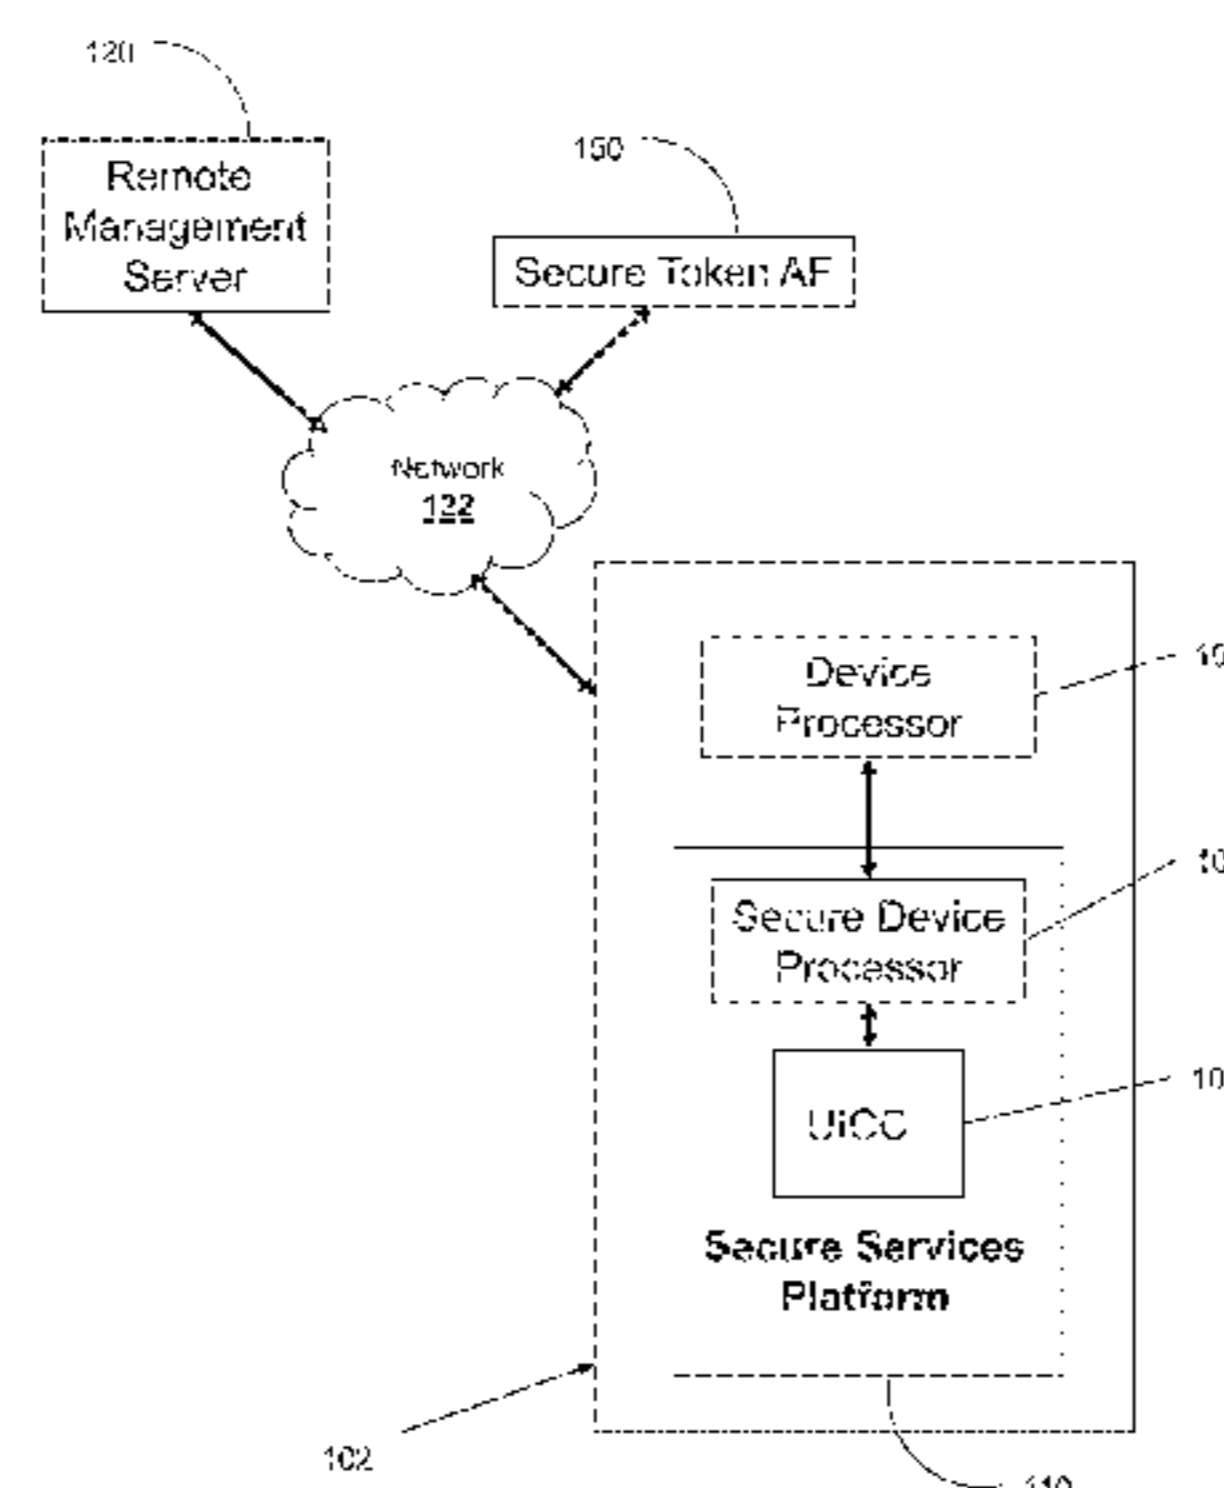 120
Remote
Management
Server
150
Secure Token AF
Network
122
Device
Processor
Secure Device
Processor
UiCC
Secure Services
Platform
102
110